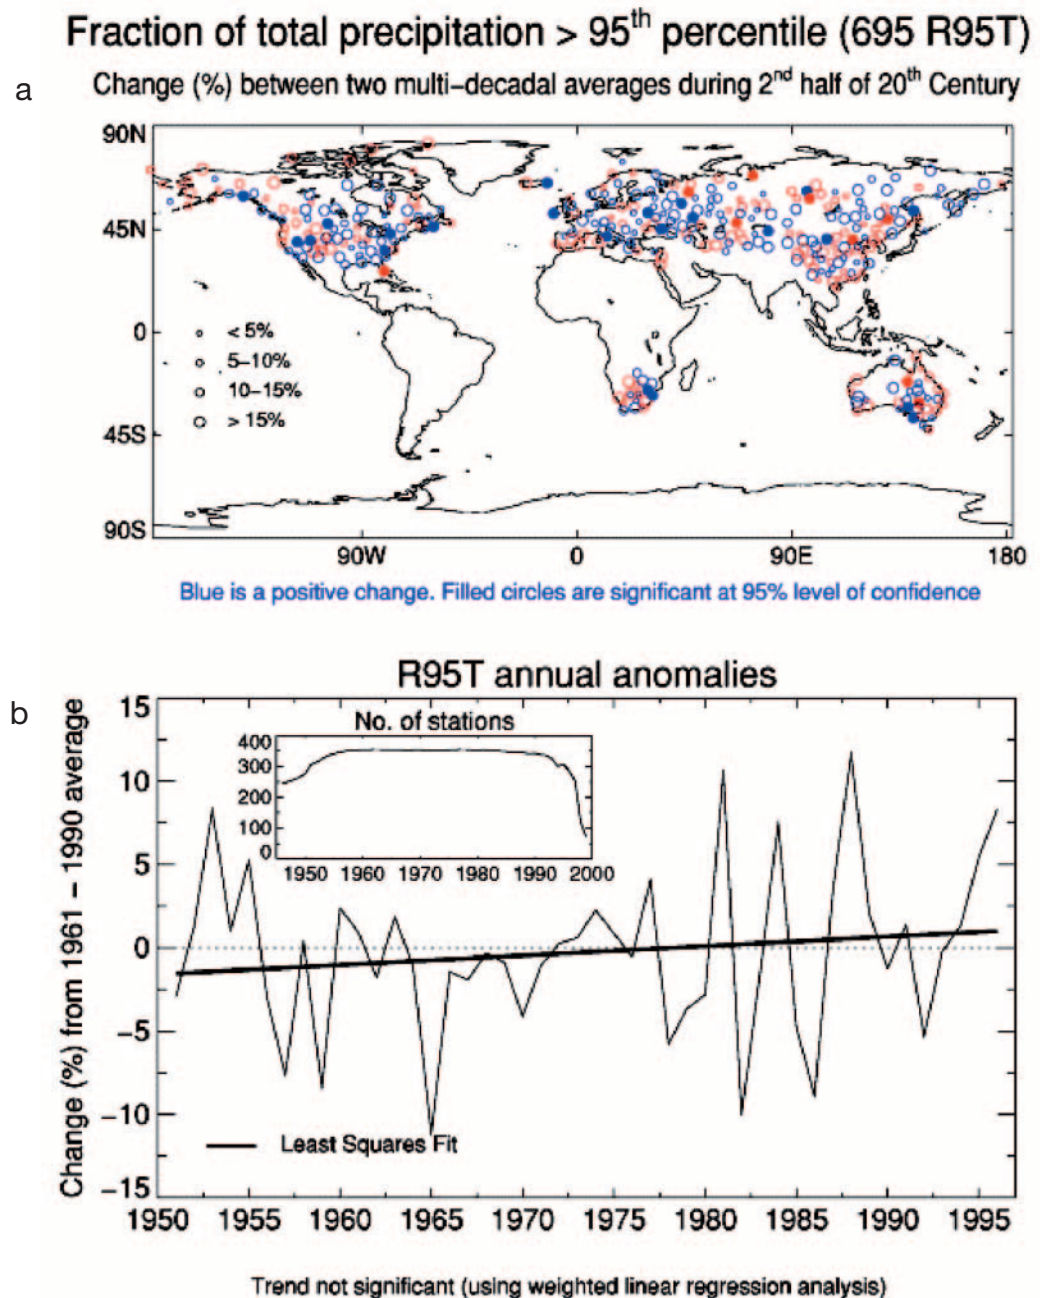 Fraction of total precipitation > 95th percentile (695 R95T)
a
Change (%) between two multi-decadal averages during 2nd half of 20th Century
90N
45N
0
45S
90S
< 5%
5-10%
10-15%
> 15%
90W 0 90E 180
Blue is a positive change. Filled circles are significant at 95% level of confidence
b
R95T annual anomalies
Change (%) from 1961 - 1990 average
15
10
5
0
-5
-10
-15
No. of stations
400
300
200
100
0
1950 1960 1970 1980 1990 2000
Least Squares Fit
1950 1955 1960 1965 1970 1975 1980 1985 1990 1995
Trend not significant (using weighted linear regression analysis)